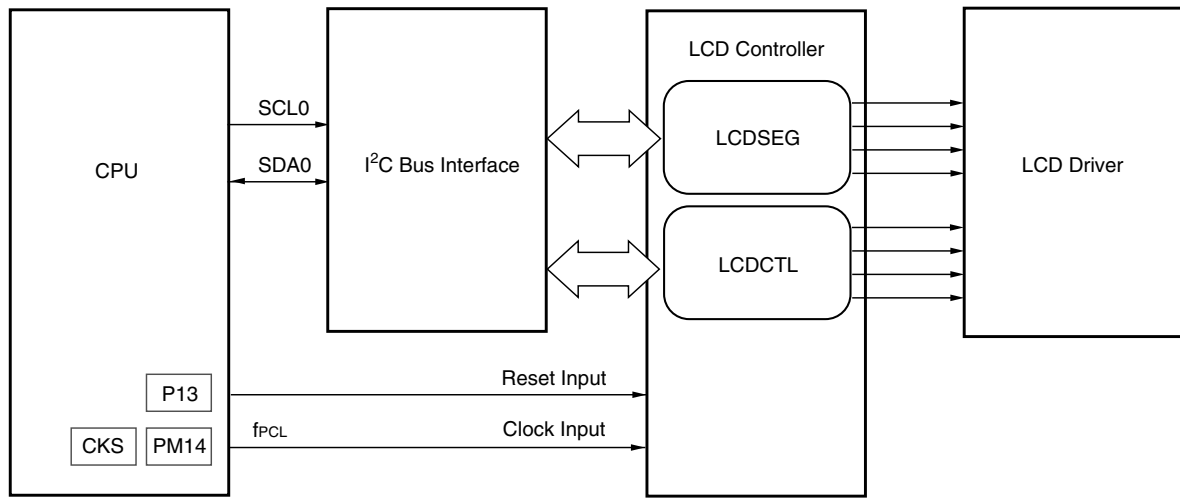 CPU
SCL0
SDA0
I²C Bus Interface
LCD Controller
LCDSEG
LCDCTL
LCD Driver
P13
Reset Input
CKS
PM14
fPCL
Clock Input